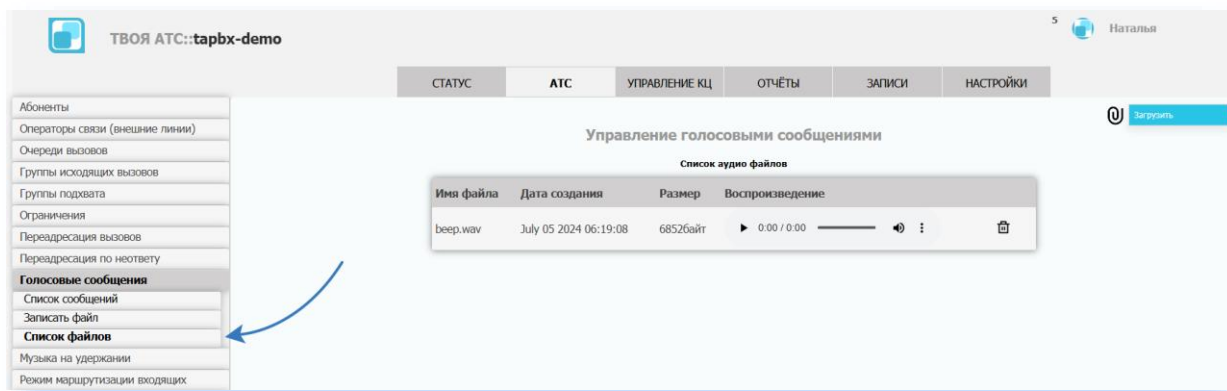 ТВОЯ АТС::tapbx-demo
5
Наталья
СТАТУС АТС УПРАВЛЕНИЕ КЦ ОТЧЁТЫ ЗАПИСИ НАСТРОЙКИ
Абоненты
Операторы связи (внешние линии)
Очереди вызовов
Группы исходящих вызовов
Группы подхвата
Ограничения
Переадресация вызовов
Переадресация по неответу
Голосовые сообщения
Список сообщений
Записать файл
Список файлов
Музыка на удержании
Режим маршрутизации входящих
Загрузить
Управление голосовыми сообщениями
Список аудио файлов
Имя файла Дата создания Размер Воспроизведение
beep.wav July 05 2024 06:19:08 6852байт 0:00 / 0:00